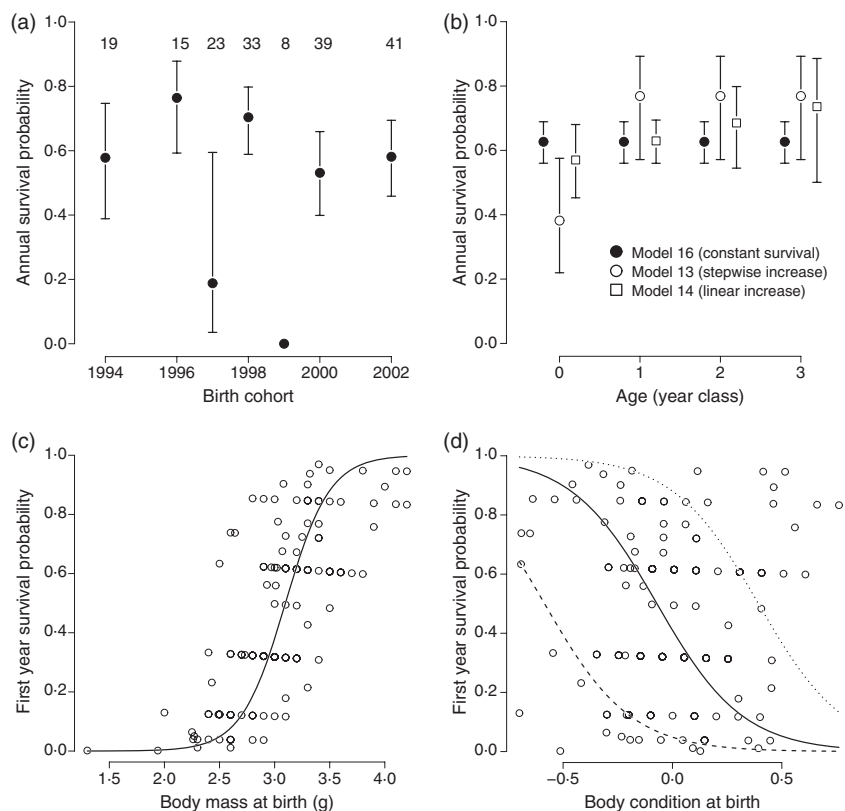 (a)
1·0
0·8
0·6
0·4
0·2
0·0
Annual survival probability
19 15 23 33 8 39 41
1994 1996 1998 2000 2002
Birth cohort
(b)
1·0
0·8
0·6
0·4
0·2
0·0
Annual survival probability
Model 16 (constant survival)
Model 13 (stepwise increase)
Model 14 (linear increase)
0 1 2 3
Age (year class)
(c)
1·0
0·8
0·6
0·4
0·2
0·0
First year survival probability
1·5 2·0 2·5 3·0 3·5 4·0
Body mass at birth (g)
(d)
1·0
0·8
0·6
0·4
0·2
0·0
First year survival probability
−0·5 0·0 0·5
Body condition at birth